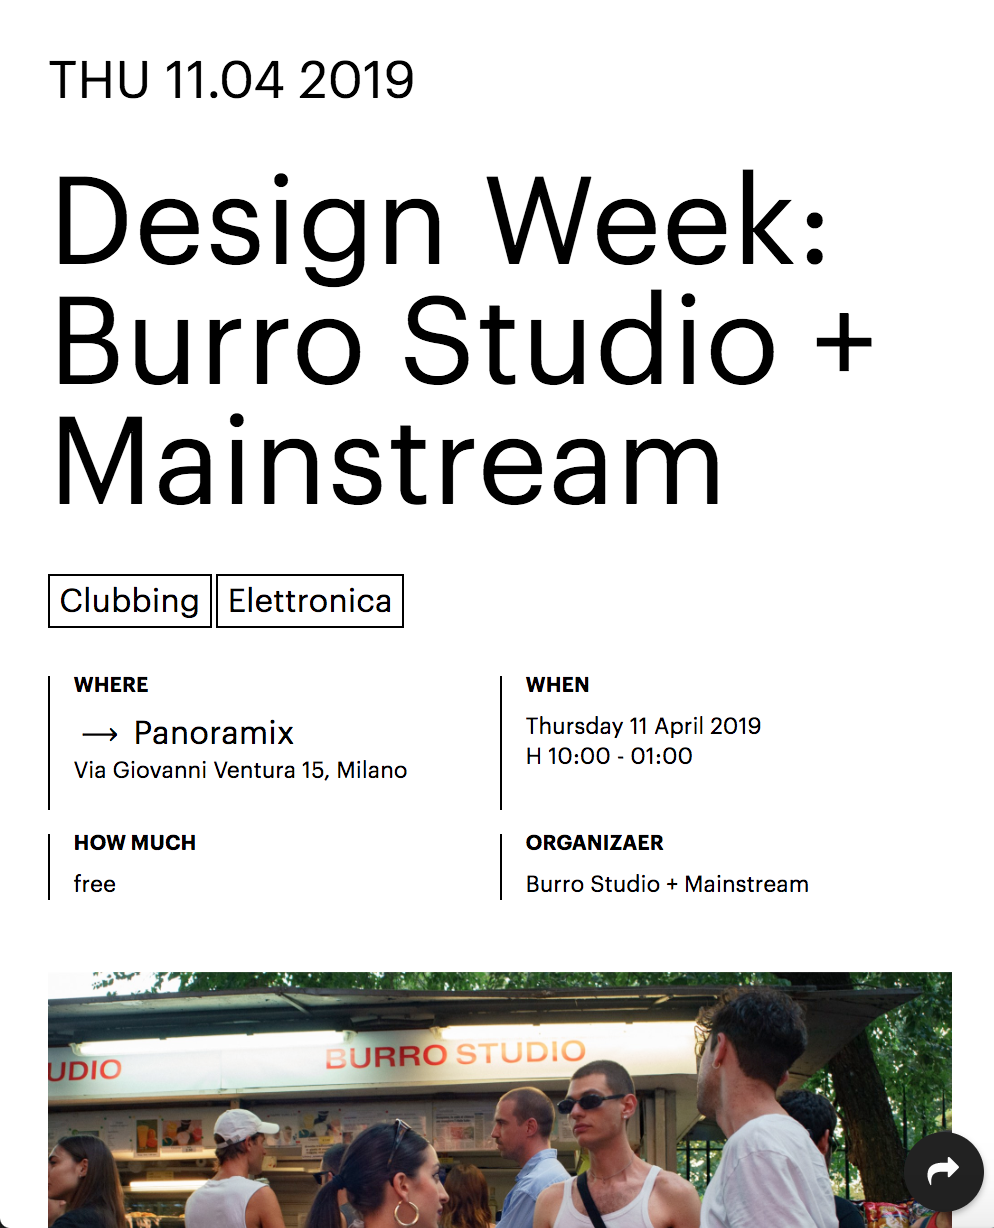 THU 11.04 2019
Design Week:
Burro Studio +
Mainstream
Clubbing Elettronica
WHERE
→ Panoramix
Via Giovanni Ventura 15, Milano
WHEN
Thursday 11 April 2019
H 10:00 - 01:00
HOW MUCH
free
ORGANIZAER
Burro Studio + Mainstream
UDIO
BURRO STUDIO